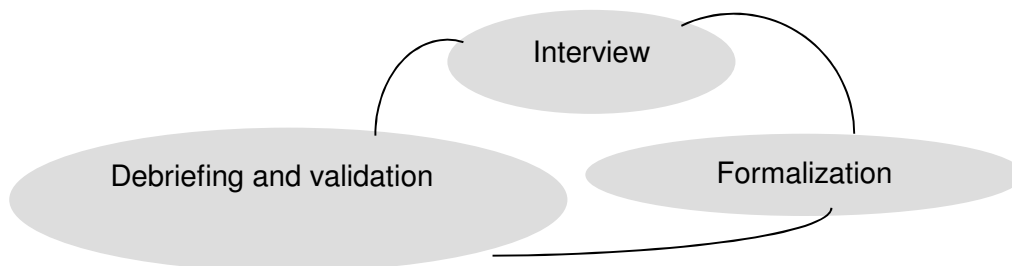 Interview
Debriefing and validation
Formalization